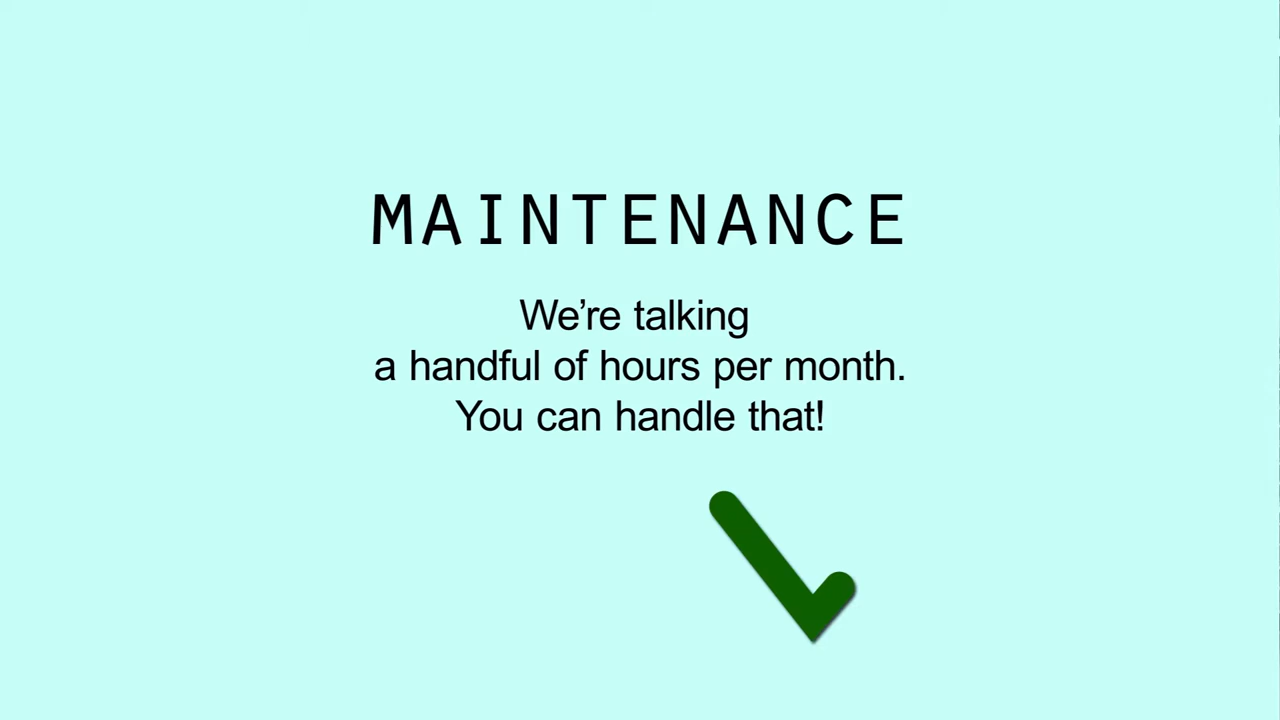 MAINTENANCE
We’re talking
a handful of hours per month.
You can handle that!